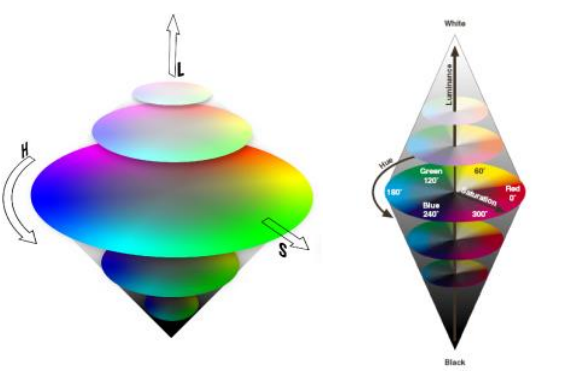 L
H
S
White
Luminance
Hue
Green
120°
60°
180°
Saturation
Red
0°
Blue
240°
300°
Black